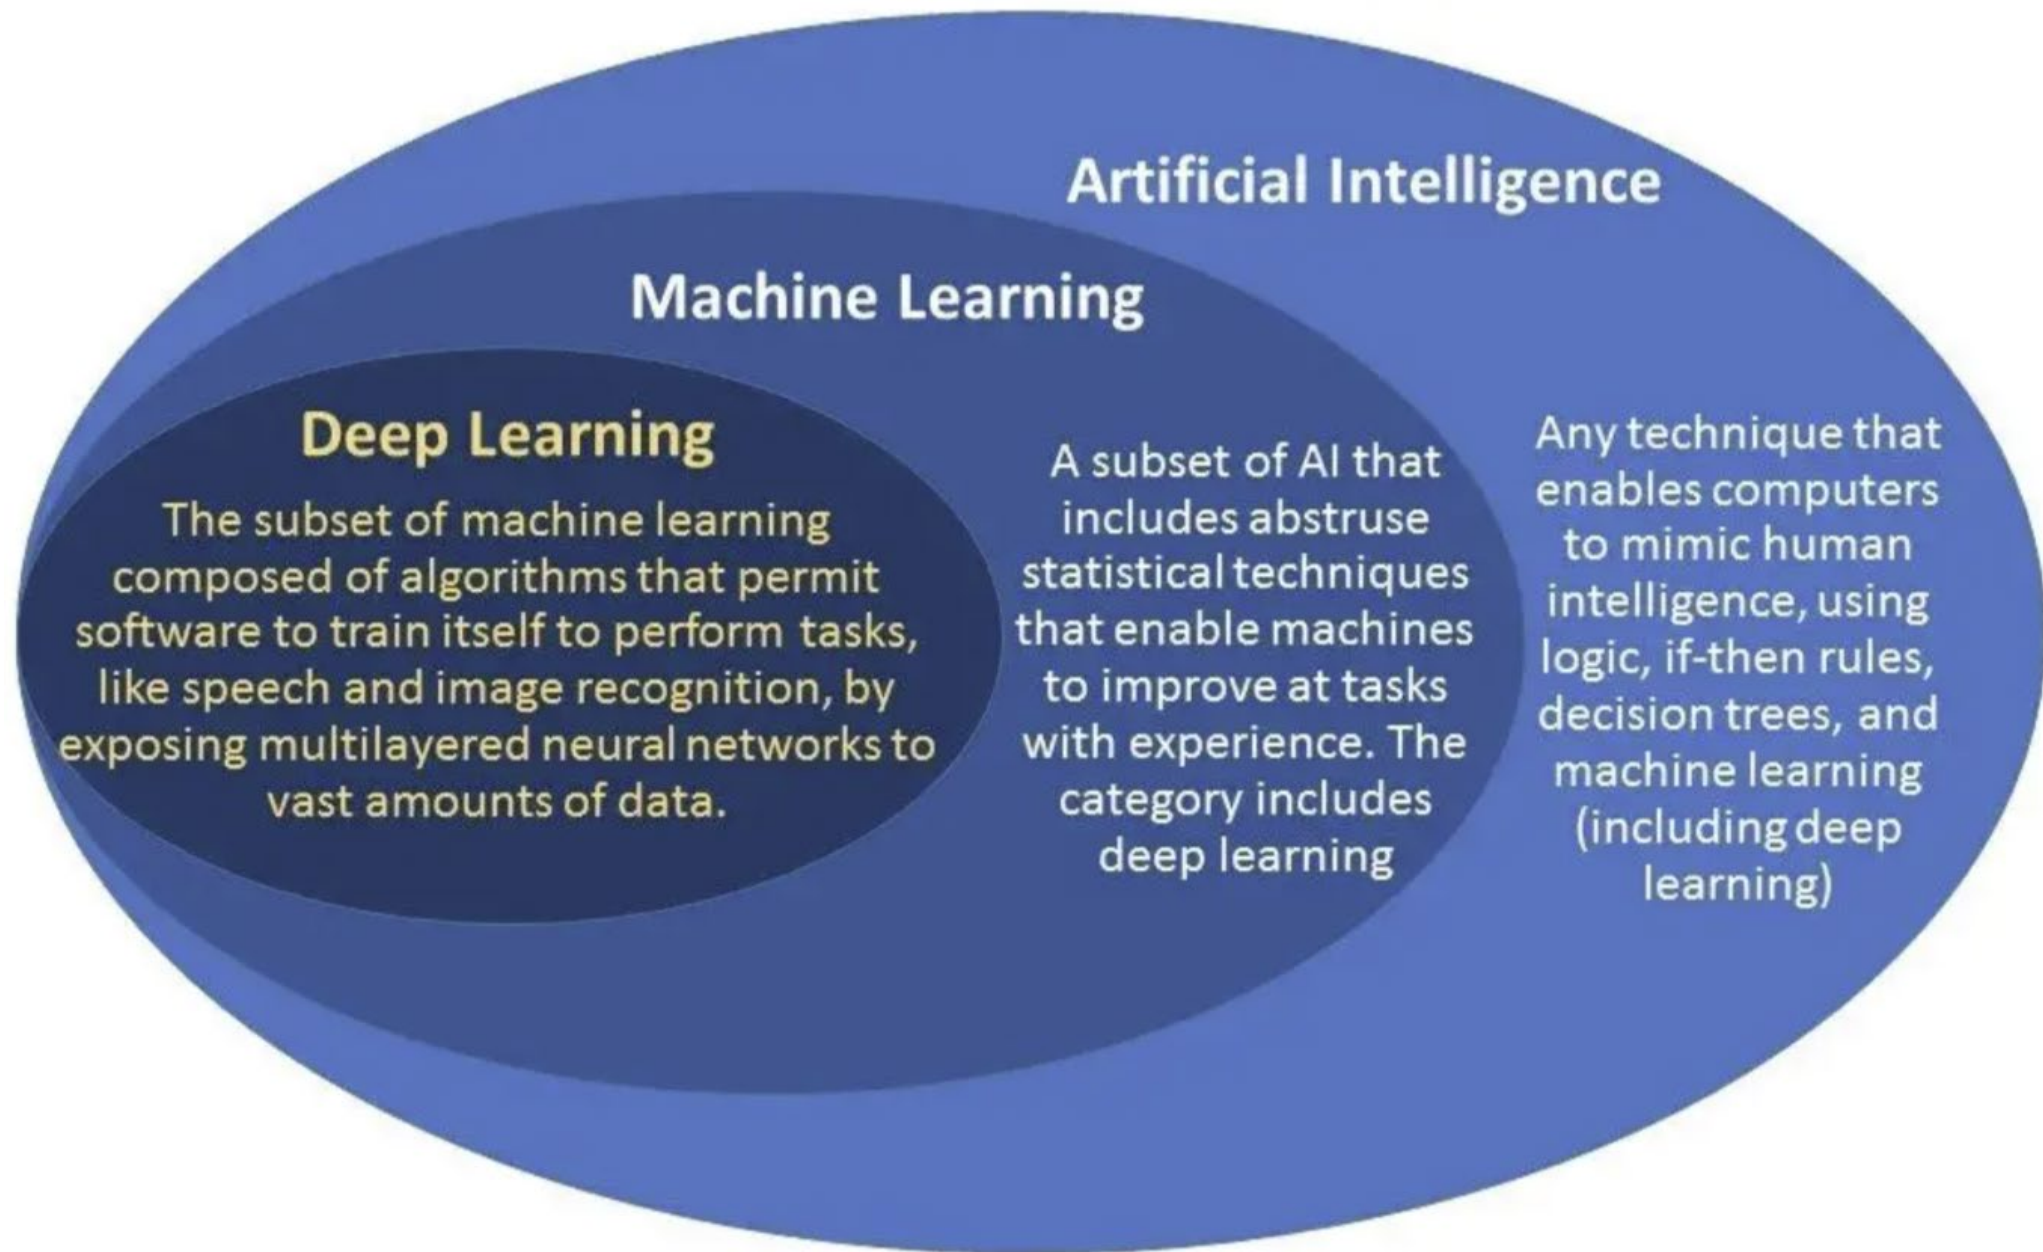 Artificial Intelligence
Machine Learning
Deep Learning
The subset of machine learning
composed of algorithms that permit
software to train itself to perform tasks,
like speech and image recognition, by
exposing multilayered neural networks to
vast amounts of data.
A subset of AI that
includes abstruse
statistical techniques
that enable machines
to improve at tasks
with experience. The
category includes
deep learning
Any technique that
enables computers
to mimic human
intelligence, using
logic, if-then rules,
decision trees, and
machine learning
(including deep
learning)